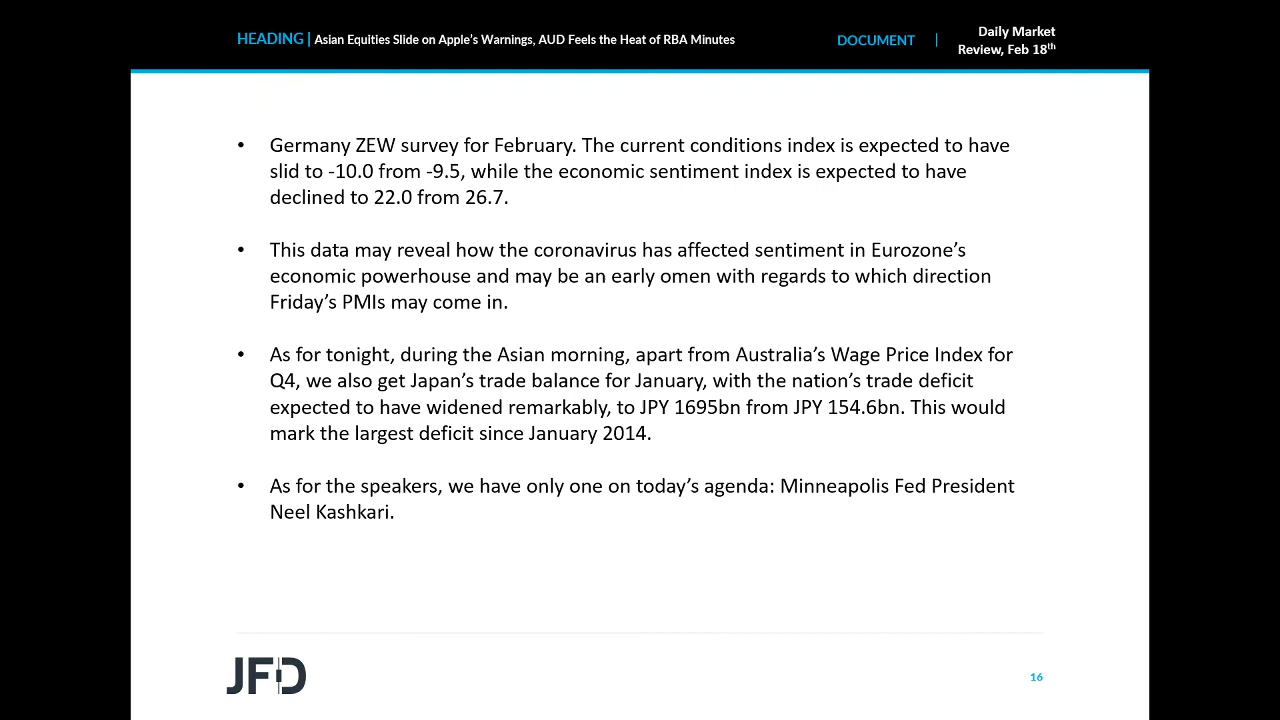 HEADING | Asian Equities Slide on Apple’s Warnings, AUD Feels the Heat of RBA Minutes
DOCUMENT |
Daily Market
Review, Feb 18th
• Germany ZEW survey for February. The current conditions index is expected to have
slid to -10.0 from -9.5, while the economic sentiment index is expected to have
declined to 22.0 from 26.7.
• This data may reveal how the coronavirus has affected sentiment in Eurozone’s
economic powerhouse and may be an early omen with regards to which direction
Friday’s PMIs may come in.
• As for tonight, during the Asian morning, apart from Australia’s Wage Price Index for
Q4, we also get Japan’s trade balance for January, with the nation’s trade deficit
expected to have widened remarkably, to JPY 1695bn from JPY 154.6bn. This would
mark the largest deficit since January 2014.
• As for the speakers, we have only one on today’s agenda: Minneapolis Fed President
Neel Kashkari.
JFD
16